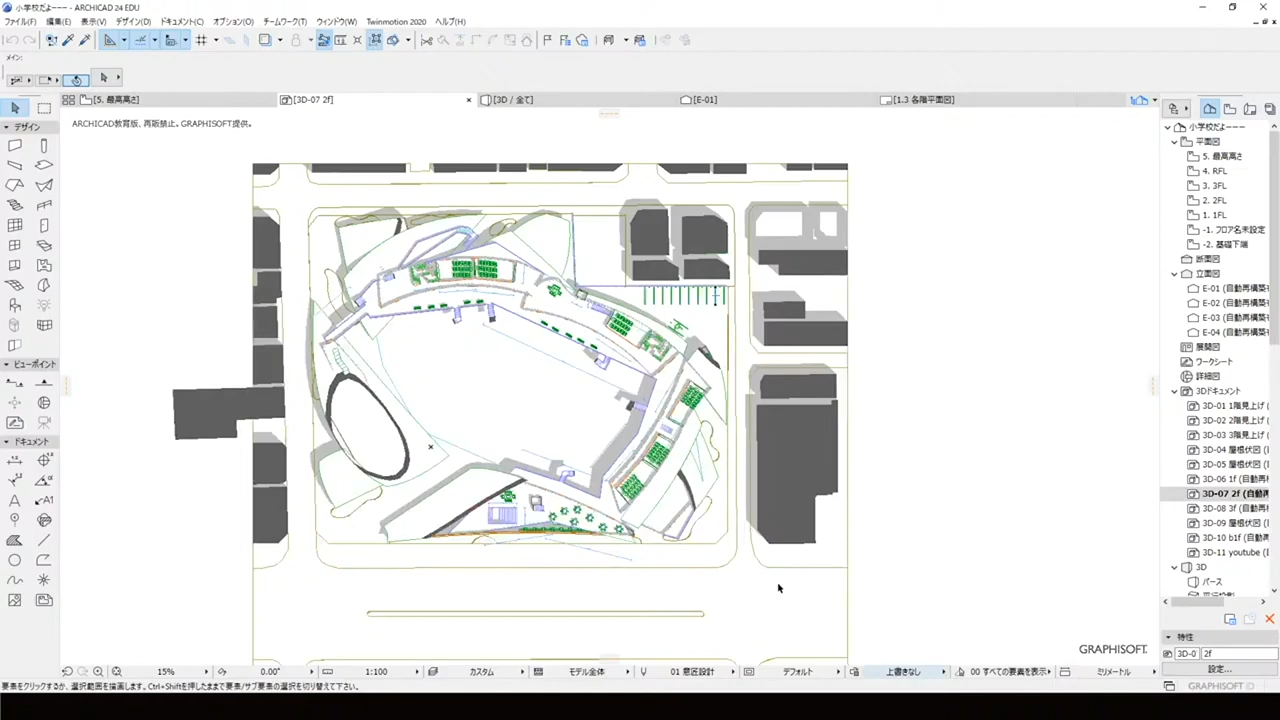 小学校だよーーー - ARCHICAD 24 EDU
ファイル(F) 編集(E) 表示(V) デザイン(D) ドキュメント(C) オプション(O) チームワーク(T) ウィンドウ(W) Twinmotion 2020 ヘルプ(H)
メイン:
[5. 最高高さ] [3D-07 2f] [3D / 全て] [E-01] [1.3 各階平面図]
ARCHICAD教育版、再販禁止。GRAPHISOFT提供。
デザイン
ビューポイント
ドキュメント
A
A1
小学校だよーーー
平面図
5. 最高高さ
4. RFL
3. 3FL
2. 2FL
1. 1FL
-1. フロア名未設定
-2. 基礎下端
断面図
立面図
E-01 (自動再構築
E-02 (自動再構築
E-03 (自動再構築
E-04 (自動再構築
展開図
ワークシート
詳細図
3Dドキュメント
3D-01 1階見上げ (
3D-02 2階見上げ (
3D-03 3階見上げ (
3D-04 屋根伏図 (
3D-05 屋根伏図 (
3D-06 1f (自動再
3D-07 2f (自動再
3D-08 3f (自動再
3D-09 屋根伏図 (
3D-10 b1f (自動
3D-11 youtube (
3D
パース
GRAPHISOFT.
特性
3D-0 2f
設定...
15% 0.00° 1:100 カスタム モデル全体 01 意匠設計 デフォルト 上書きなし 00 すべての要素を表示 ミリメートル
要素をクリックするか、選択範囲を描画します。Ctrl+Shiftを押したままで要素/サブ要素の選択を切り替えて下さい。
GRAPHISOFT ID